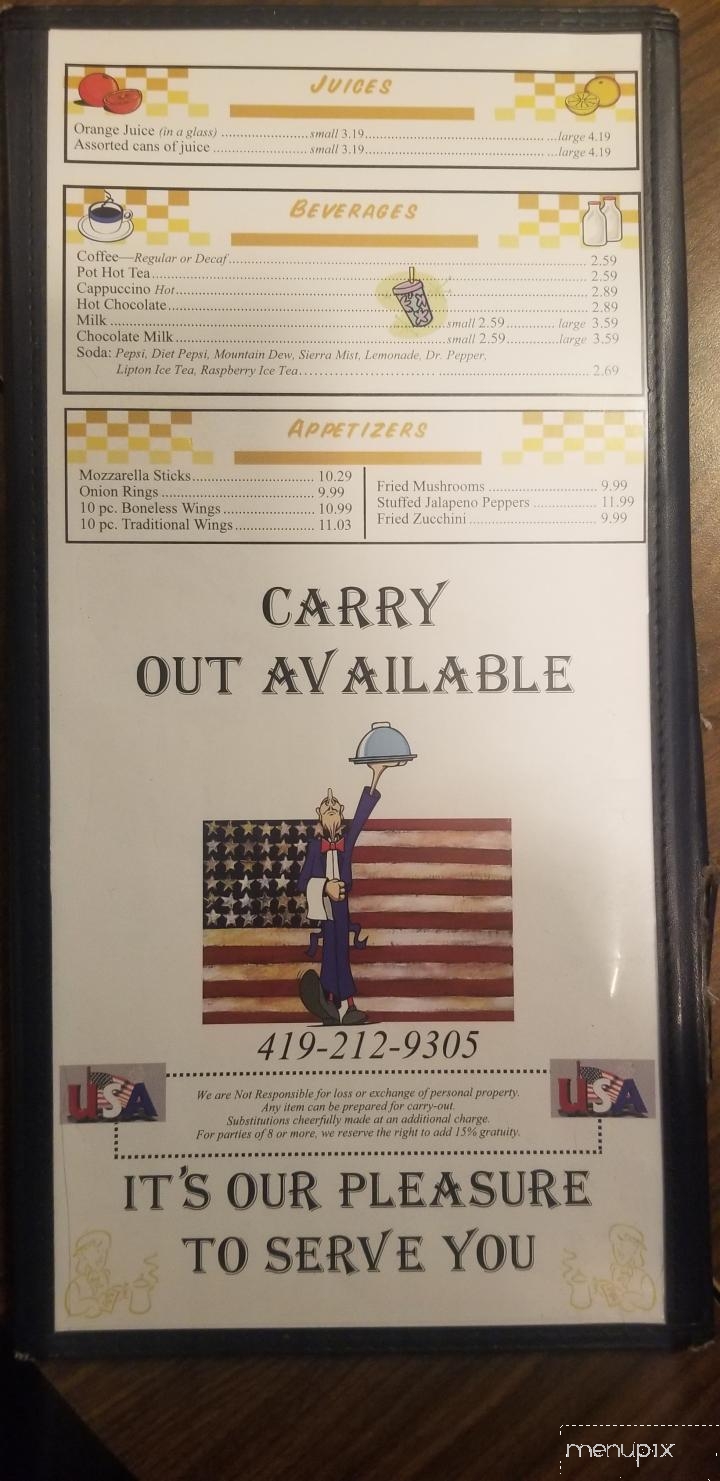 JUICES
Orange Juice (in a glass) ........................small 3.19................................................ ...large 4.19
Assorted cans of juice ..........................small 3.19................................................ ...large 4.19
BEVERAGES
Coffee—Regular or Decaf.......................................................................................... 2.59
Pot Hot Tea.............................................................................................................. 2.59
Cappuccino Hot......................................................................................................... 2.89
Hot Chocolate........................................................................................................... 2.89
Milk ..........................................................................small 2.59..............large 3.59
Chocolate Milk .........................................................small 2.59..............large 3.59
Soda: Pepsi, Diet Pepsi, Mountain Dew, Sierra Mist, Lemonade, Dr. Pepper,
Lipton Ice Tea, Raspberry Ice Tea...................................................................... 2.69
APPETIZERS
Mozzarella Sticks............................... 10.29
Onion Rings ....................................... 9.99
10 pc. Boneless Wings ....................... 10.99
10 pc. Traditional Wings.................... 11.03
Fried Mushrooms ............................ 9.99
Stuffed Jalapeno Peppers ................ 11.99
Fried Zucchini ................................. 9.99
CARRY
OUT AVAILABLE
419-212-9305
USA
USA
We are Not Responsible for loss or exchange of personal property.
Any item can be prepared for carry-out.
Substitutions cheerfully made at an additional charge.
For parties of 8 or more, we reserve the right to add 15% gratuity.
IT'S OUR PLEASURE
TO SERVE YOU
menupix